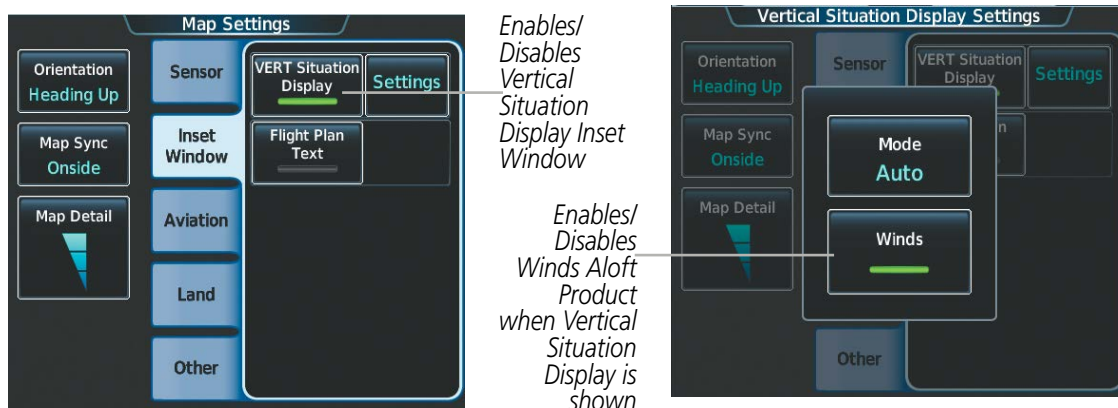 Map Settings
Orientation
Heading Up
Map Sync
Onside
Map Detail
Sensor
Inset
Window
Aviation
Land
Other
VERT Situation
Display
Settings
Flight Plan
Text
Enables/
Disables
Vertical
Situation
Display Inset
Window
Enables/
Disables
Winds Aloft
Product
when Vertical
Situation
Display is
shown
Vertical Situation Display Settings
Orientation
Heading Up
Map Sync
Onside
Map Detail
Sensor
Other
VERT Situation
Display
Settings
n
Mode
Auto
Winds